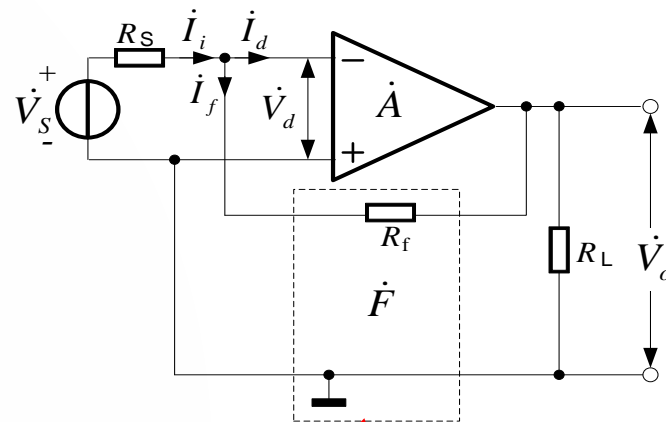 R_S İ_i İ_d
+ −
İ_f V̇_d Ȧ
V̇_S
- +
R_f R_L V̇_o
Ḟ